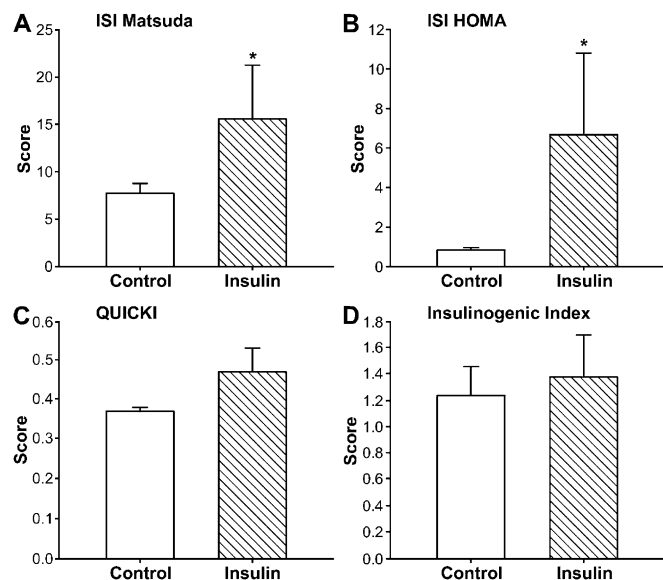 A ISI Matsuda
25
20
15
10
5
0
Score
*
Control Insulin
B ISI HOMA
12
10
8
6
4
2
0
Score
*
Control Insulin
C QUICKI
0.6
0.5
0.4
0.3
0.2
0.1
0.0
Score
Control Insulin
D Insulinogenic Index
1.8
1.6
1.4
1.2
1.0
0.8
0.6
0.4
0.2
0.0
Score
Control Insulin